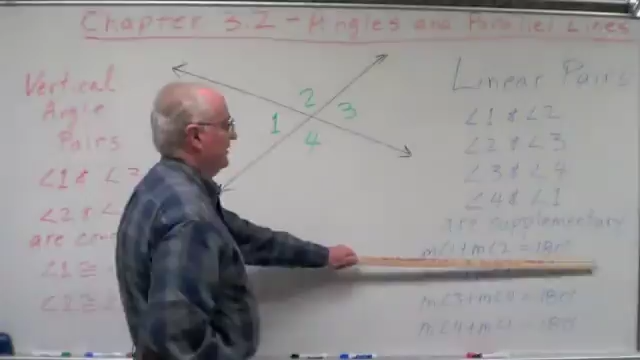 Chapter 3.2 - Angles and Parallel Lines
Vertical
Angle
Pairs
∠1 & ∠3
∠2 & ∠
are
∠1 ≅
∠2 ≅
1
2
3
4
Linear Pairs
∠1 & ∠2
∠2 & ∠3
∠3 & ∠4
∠4 & ∠1
are supplementary
m∠1 + m∠2 = 180
m∠3 + m∠4 = 180
m∠4 + m∠1 = 180